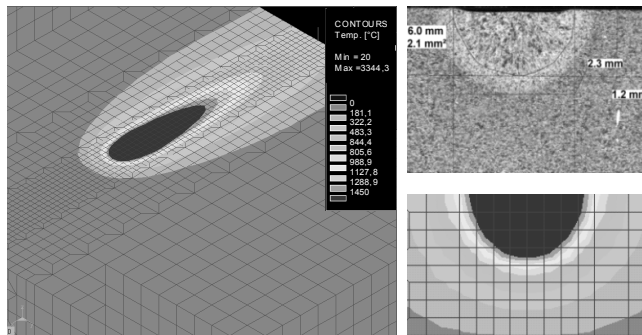 CONTOURS
Temp. [°C]
Min = 20
Max =3344,3
0
181,1
322,2
483,3
844,4
805,6
988,9
1127,8
1288,9
1450
6.0 mm
2.1 mm²
2.3 mm
1.2 mm
0